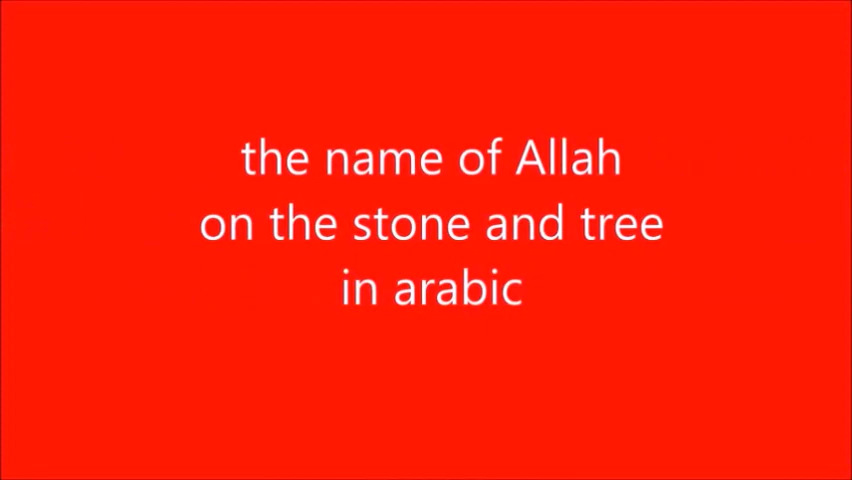 the name of Allah
on the stone and tree
in arabic